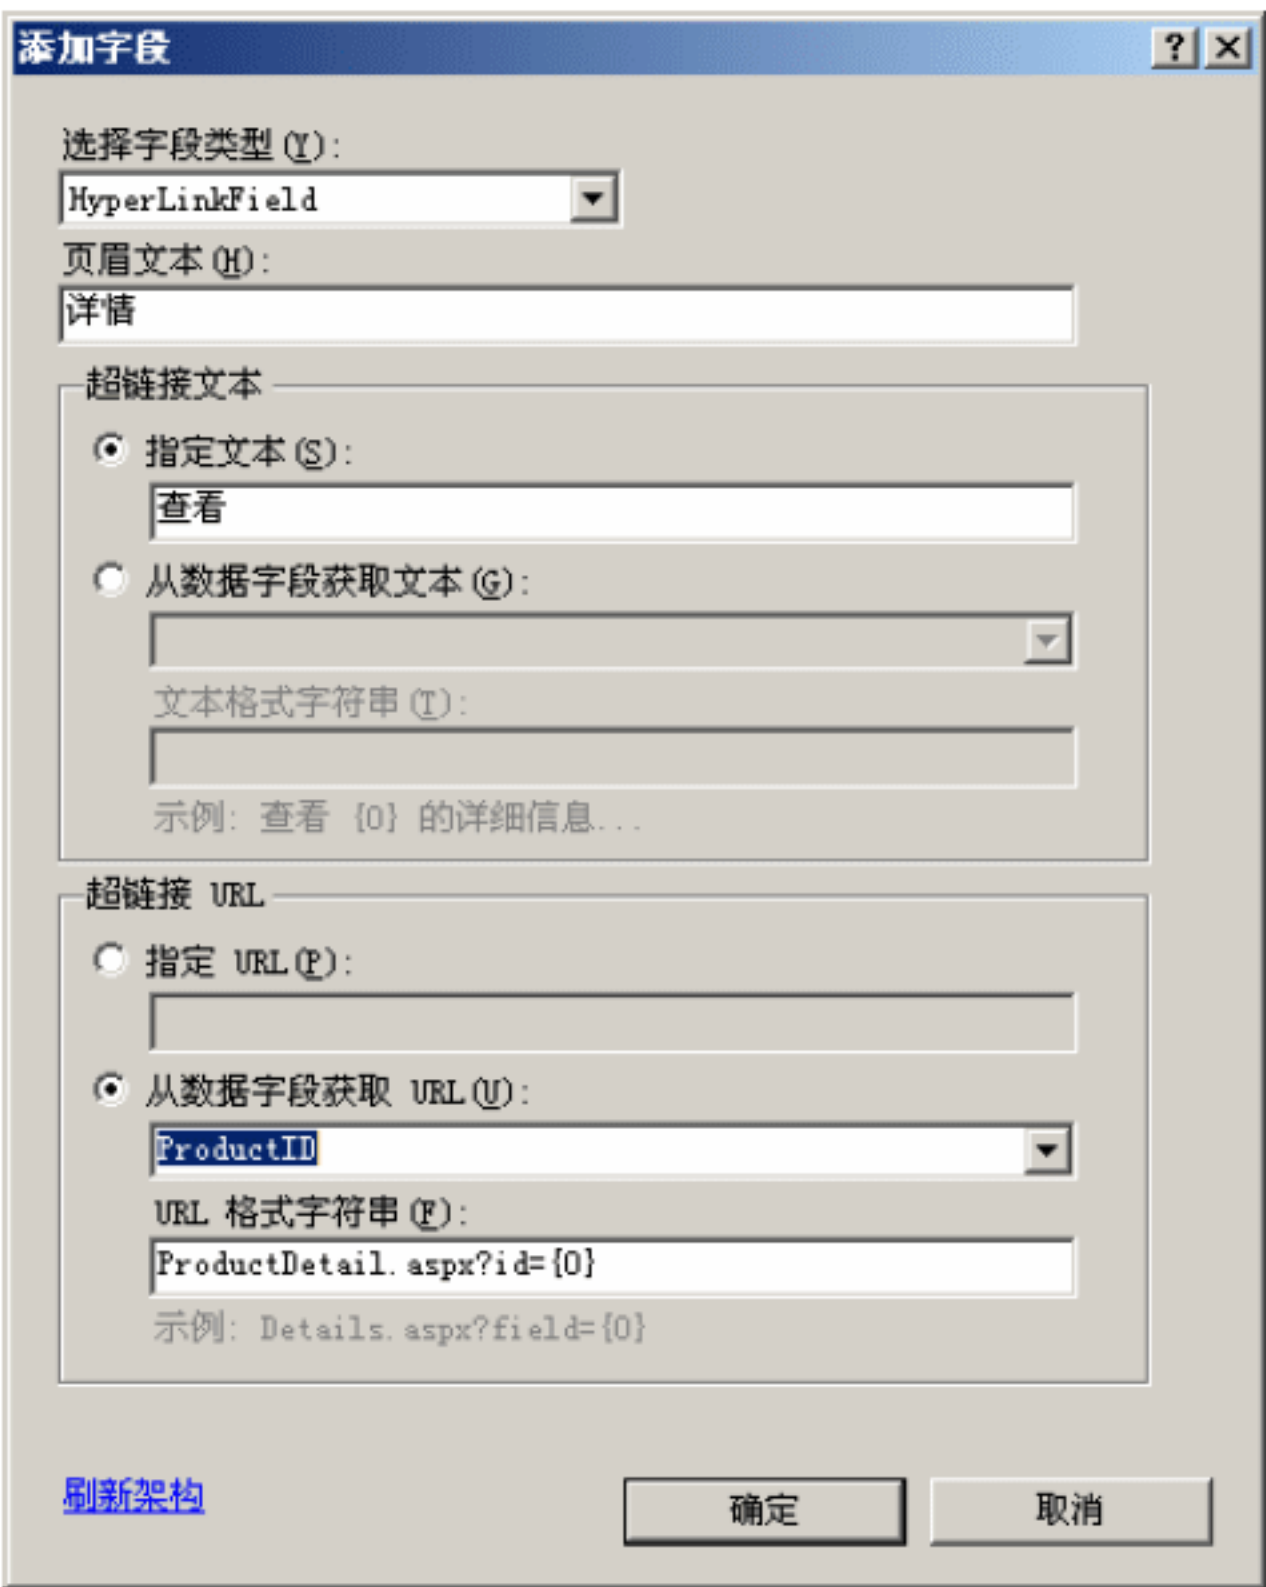 添加字段
选择字段类型(Y):
HyperLinkField
页眉文本(H):
详情
超链接文本
指定文本(S):
查看
从数据字段获取文本(G):
文本格式字符串(T):
示例: 查看 {0} 的详细信息...
超链接 URL
指定 URL(P):
从数据字段获取 URL(U):
ProductID
URL 格式字符串(F):
ProductDetail.aspx?id={0}
示例: Details.aspx?field={0}
刷新架构
确定
取消